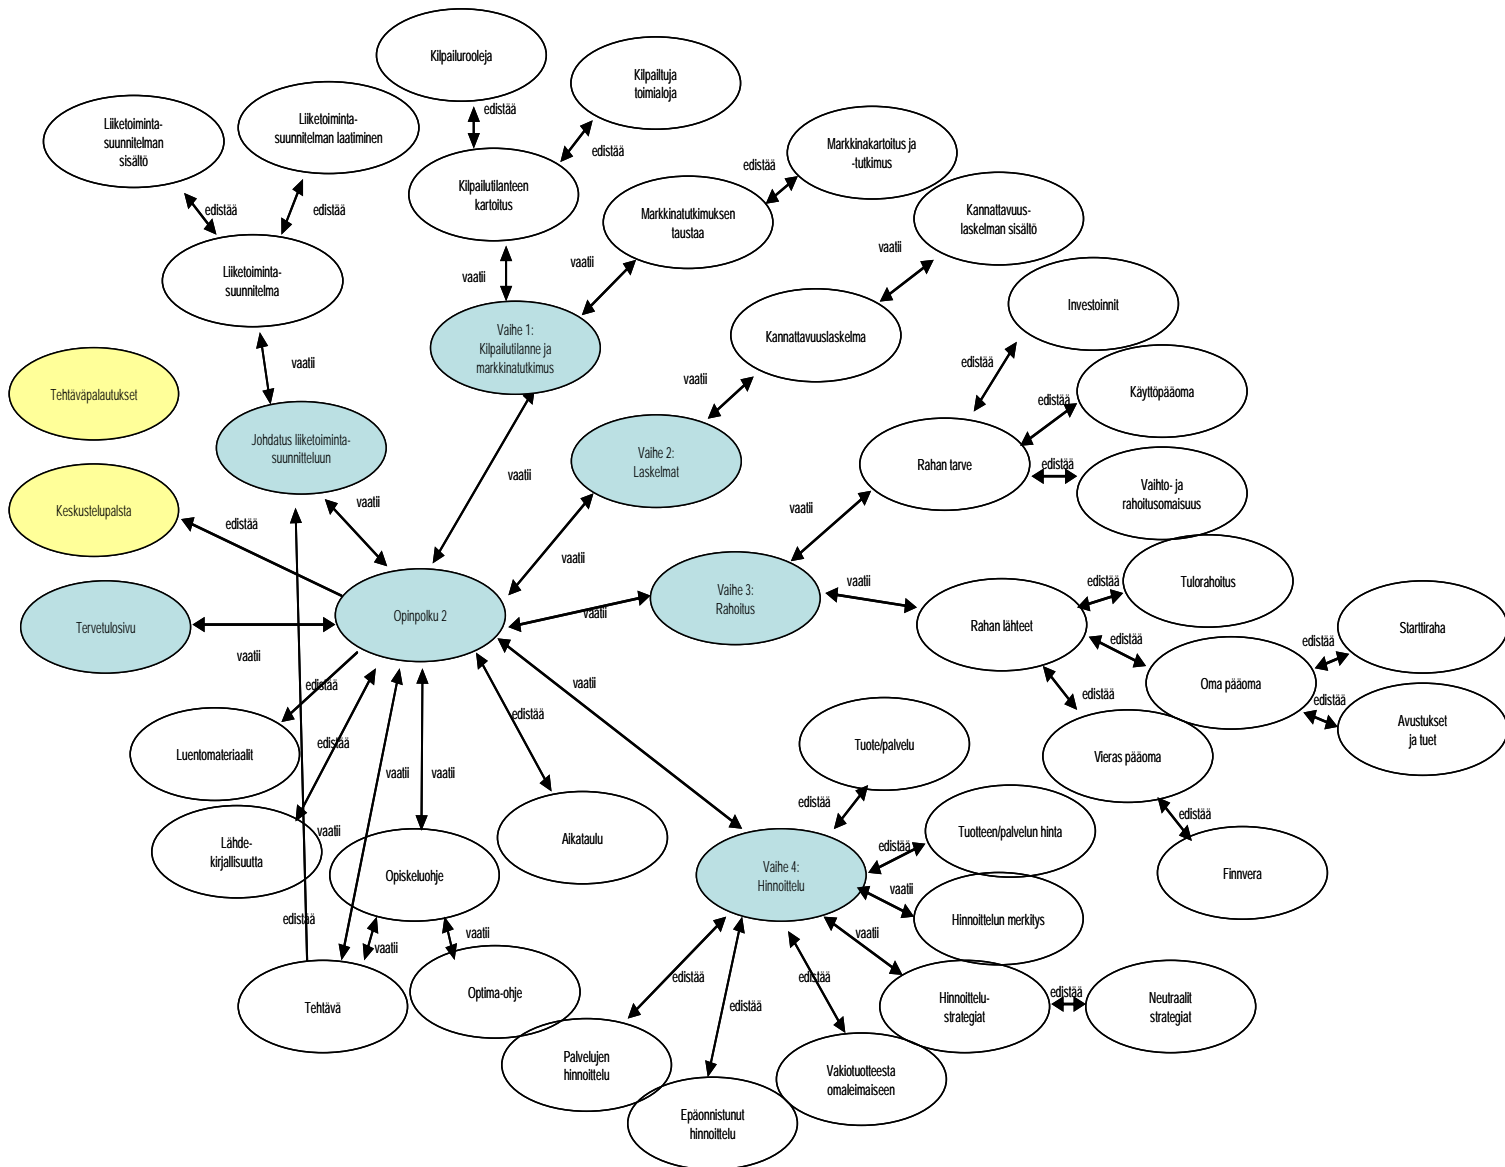 Kilpailurooleja
Kilpailtuja
toimialoja
edistää
edistää
Liiketoiminta-
suunnitelman
sisältö
Liiketoiminta-
suunnitelman laatiminen
Markkinakartoitus ja
-tutkimus
edistää
Kilpailutilanteen
kartoitus
Markkinatutkimuksen
taustaa
Kannattavuus-
laskelman sisältö
edistää
edistää
vaatii
vaatii
vaatii
Liiketoiminta-
suunnitelma
Investoinnit
Vaihe 1:
Kilpailutilanne ja
markkinatutkimus
Kannattavuuslaskelma
edistää
vaatii
vaatii
Tehtäväpalautukset
Käyttöpääoma
edistää
Johdatus liiketoiminta-
suunnitteluun
Vaihe 2:
Laskelmat
Rahan tarve
edistää
Vaihto- ja
rahoitusomaisuus
vaatii
vaatii
Keskustelupalsta
edistää
vaatii
vaatii
vaatii
edistää
Tulorahoitus
Tervetulosivu
Opinpolku 2
Vaihe 3:
Rahoitus
vaatii
Rahan lähteet
Starttiraha
edistää
edistää
vaatii
vaatii
edistää
edistää
Oma pääoma
edistää
Avustukset
ja tuet
edistää
edistää
Luentomateriaalit
vaatii
vaatii
Tuote/palvelu
Vieras pääoma
edistää
edistää
Lähde-
kirjallisuutta
vaatii
Aikataulu
Tuotteen/palvelun hinta
edistää
Opiskeluohje
Vaihe 4:
Hinnoittelu
Finnvera
vaatii
edistää
Hinnoittelun merkitys
vaatii
vaatii
vaatii
edistää
edistää
edistää
edistää
Tehtävä
Optima-ohje
Hinnoittelu-
strategiat
Neutraalit
strategiat
Palvelujen
hinnoittelu
Vakiotuotteesta
omaleimaiseen
Epäonnistunut
hinnoittelu